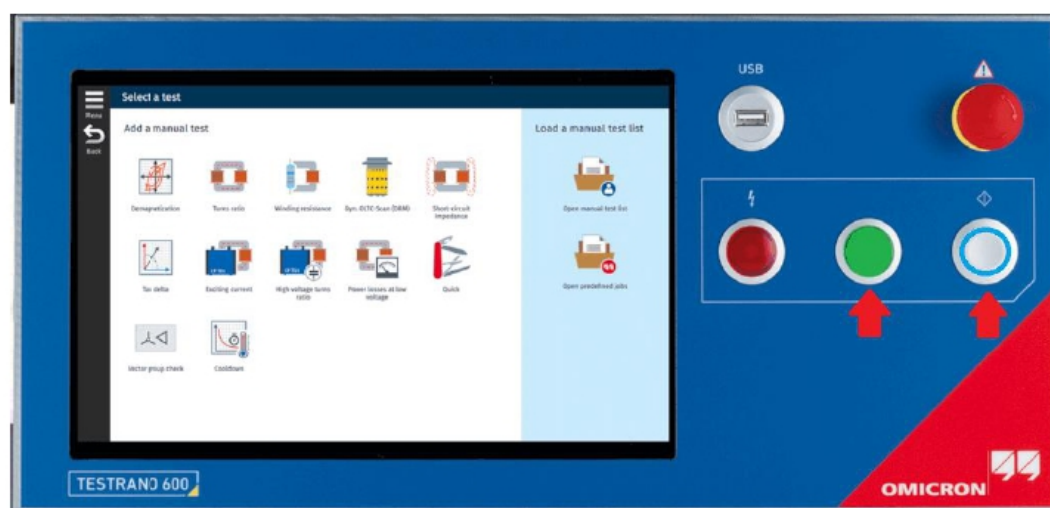 USB
Select a test
Menu
Back
Add a manual test
Load a manual test list
Demagnetization
Turns ratio
Winding resistance
Dyn. OLTC-Scan (DRM)
Short-circuit
impedance
Open manual test list
Tan delta
Exciting current
High voltage turns
ratio
Power losses at low
voltage
Quick
Open predefined jobs
Vector group check
Cooldown
TESTRANO 600
OMICRON